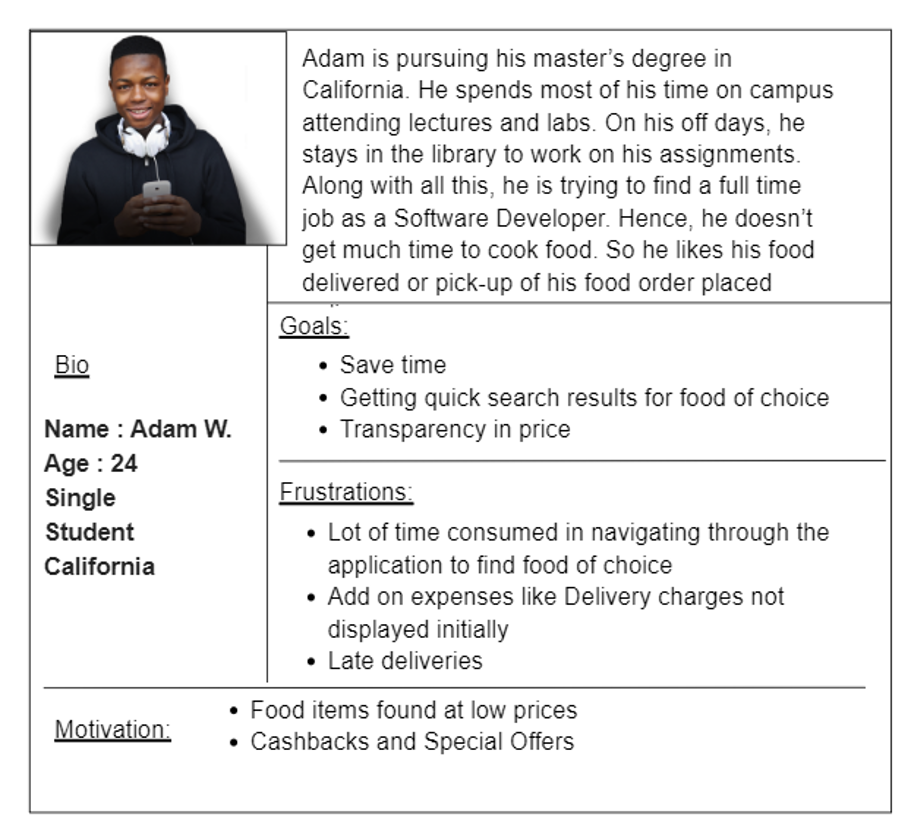 Adam is pursuing his master's degree in
California. He spends most of his time on campus
attending lectures and labs. On his off days, he
stays in the library to work on his assignments.
Along with all this, he is trying to find a full time
job as a Software Developer. Hence, he doesn't
get much time to cook food. So he likes his food
delivered or pick-up of his food order placed
Bio
Name : Adam W.
Age : 24
Single
Student
California
Goals:
• Save time
• Getting quick search results for food of choice
• Transparency in price
Frustrations:
• Lot of time consumed in navigating through the
application to find food of choice
• Add on expenses like Delivery charges not
displayed initially
• Late deliveries
Motivation:
• Food items found at low prices
• Cashbacks and Special Offers